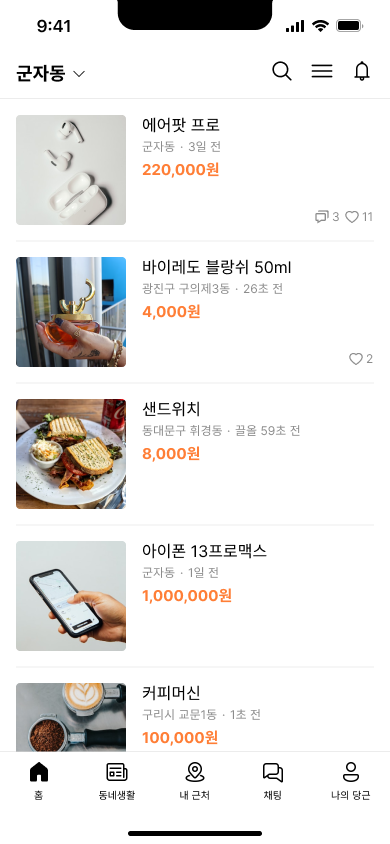 9:41
군자동
에어팟 프로
군자동 · 3일 전
220,000원
3 11
바이레도 블랑쉬 50ml
광진구 구의제3동 · 26초 전
4,000원
2
샌드위치
동대문구 휘경동 · 끌올 59초 전
8,000원
아이폰 13프로맥스
군자동 · 1일 전
1,000,000원
커피머신
구리시 교문1동 · 1초 전
100,000원
홈 동네생활 내 근처 채팅 나의 당근